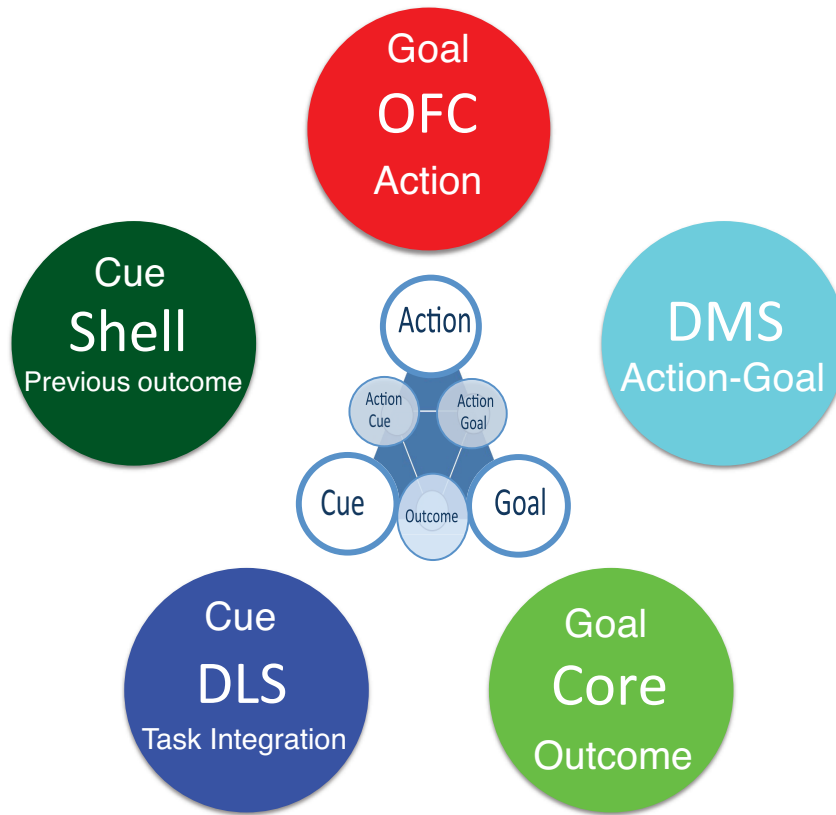 Goal
OFC
Action
Cue
Shell
Previous outcome
DMS
Action-Goal
Action
Action
Cue
Action
Goal
Cue
Outcome
Goal
Cue
DLS
Task Integration
Goal
Core
Outcome